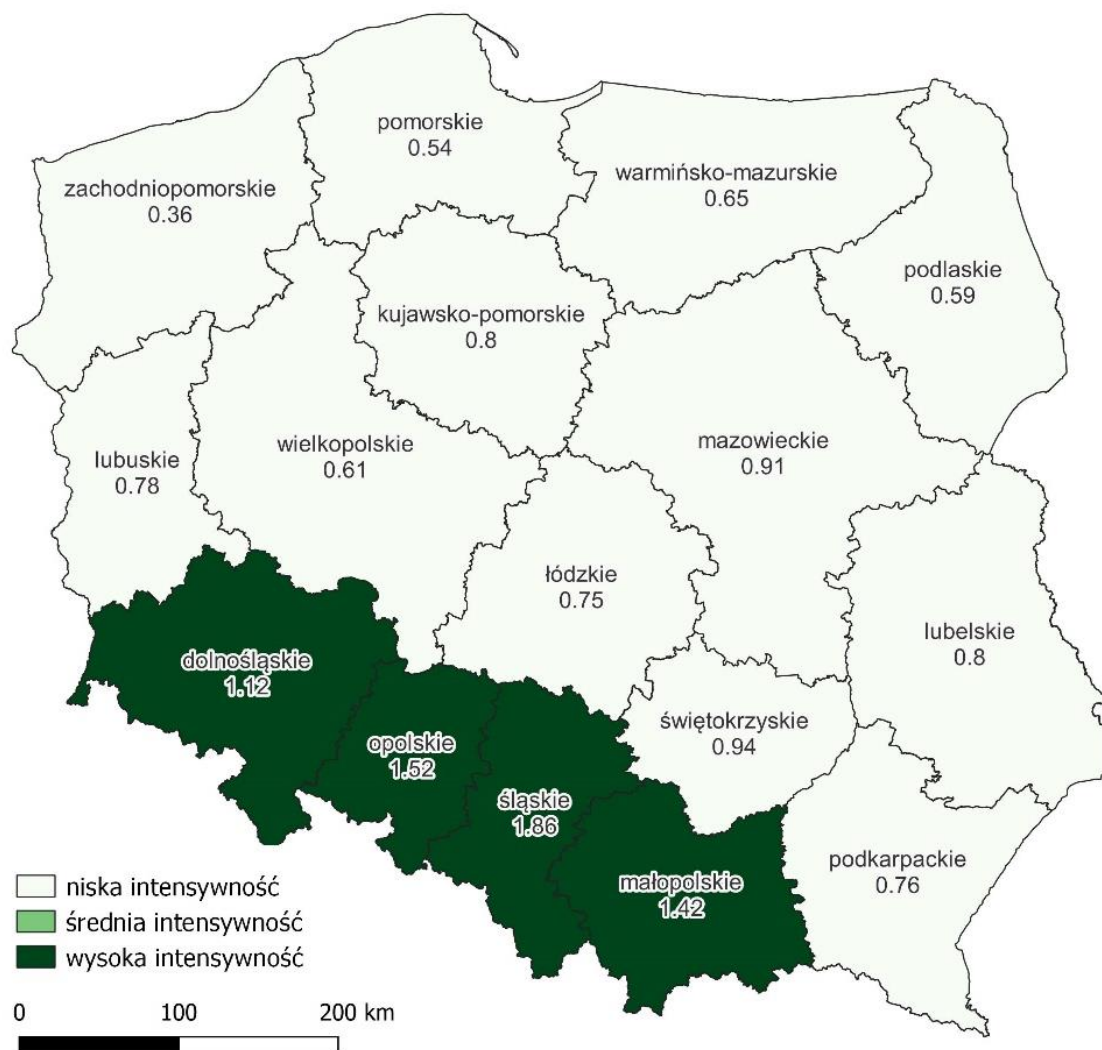 pomorskie
0.54
warmińsko-mazurskie
0.65
zachodniopomorskie
0.36
podlaskie
0.59
kujawsko-pomorskie
0.8
mazowieckie
0.91
wielkopolskie
0.61
lubuskie
0.78
łódzkie
0.75
lubelskie
0.8
dolnośląskie
1.12
świętokrzyskie
0.94
opolskie
1.52
śląskie
1.86
podkarpackie
0.76
małopolskie
1.42
niska intensywność
średnia intensywność
wysoka intensywność
0 100 200 km